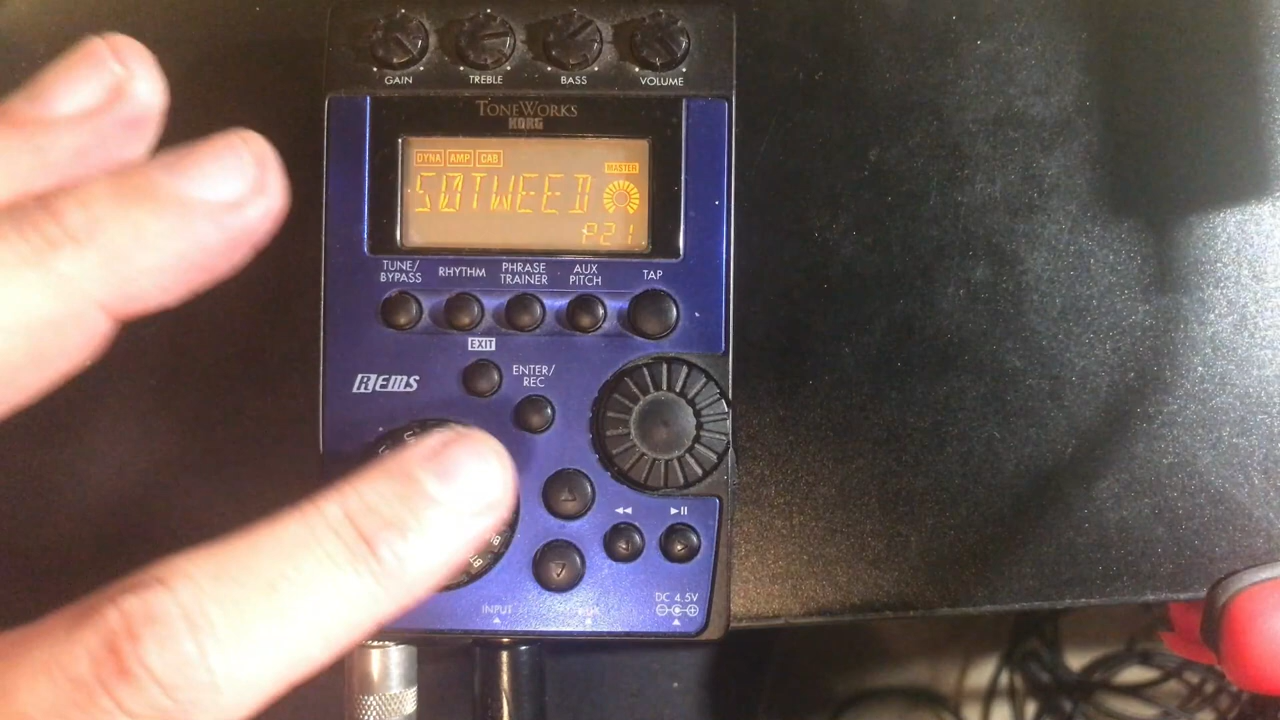 GAIN TREBLE BASS VOLUME
TONEWORKS
KORG
DYNA AMP CAB MASTER
50TWEED
P21
TUNE/BYPASS RHYTHM PHRASE TRAINER AUX PITCH TAP
EXIT
ENTER/REC
REMS
DC 4.5V
INPUT AUX